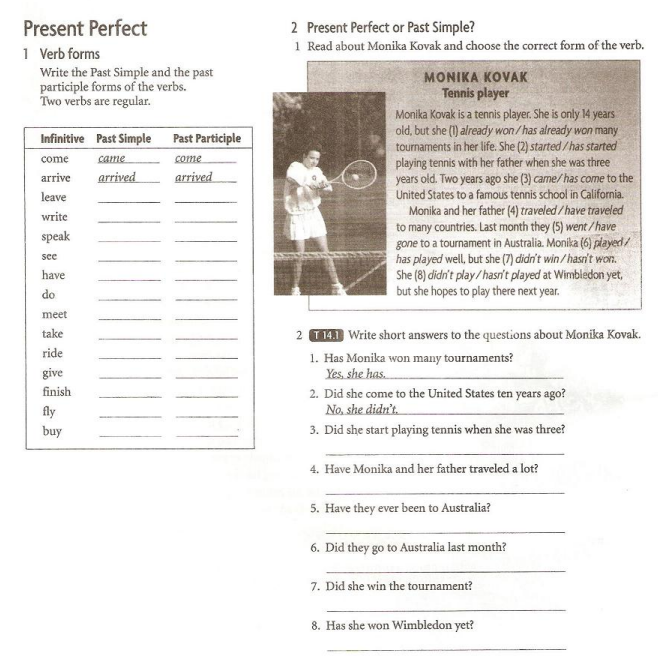 Present Perfect
1 Verb forms
Write the Past Simple and the past
participle forms of the verbs.
Two verbs are regular.
Infinitive Past Simple Past Participle
come came come
arrive arrived arrived
leave
write
speak
see
have
do
meet
take
ride
give
finish
fly
buy
2 Present Perfect or Past Simple?
1 Read about Monika Kovak and choose the correct form of the verb.
MONIKA KOVAK
Tennis player
Monika Kovak is a tennis player. She is only 14 years
old, but she (1) already won / has already won many
tournaments in her life. She (2) started / has started
playing tennis with her father when she was three
years old. Two years ago she (3) came / has come to the
United States to a famous tennis school in California.
Monika and her father (4) traveled / have traveled
to many countries. Last month they (5) went / have
gone to a tournament in Australia. Monika (6) played /
has played well, but she (7) didn't win / hasn't won.
She (8) didn't play / hasn't played at Wimbledon yet,
but she hopes to play there next year.
2 T 14.1 Write short answers to the questions about Monika Kovak.
1. Has Monika won many tournaments?
Yes, she has.
2. Did she come to the United States ten years ago?
No, she didn't.
3. Did she start playing tennis when she was three?
4. Have Monika and her father traveled a lot?
5. Have they ever been to Australia?
6. Did they go to Australia last month?
7. Did she win the tournament?
8. Has she won Wimbledon yet?